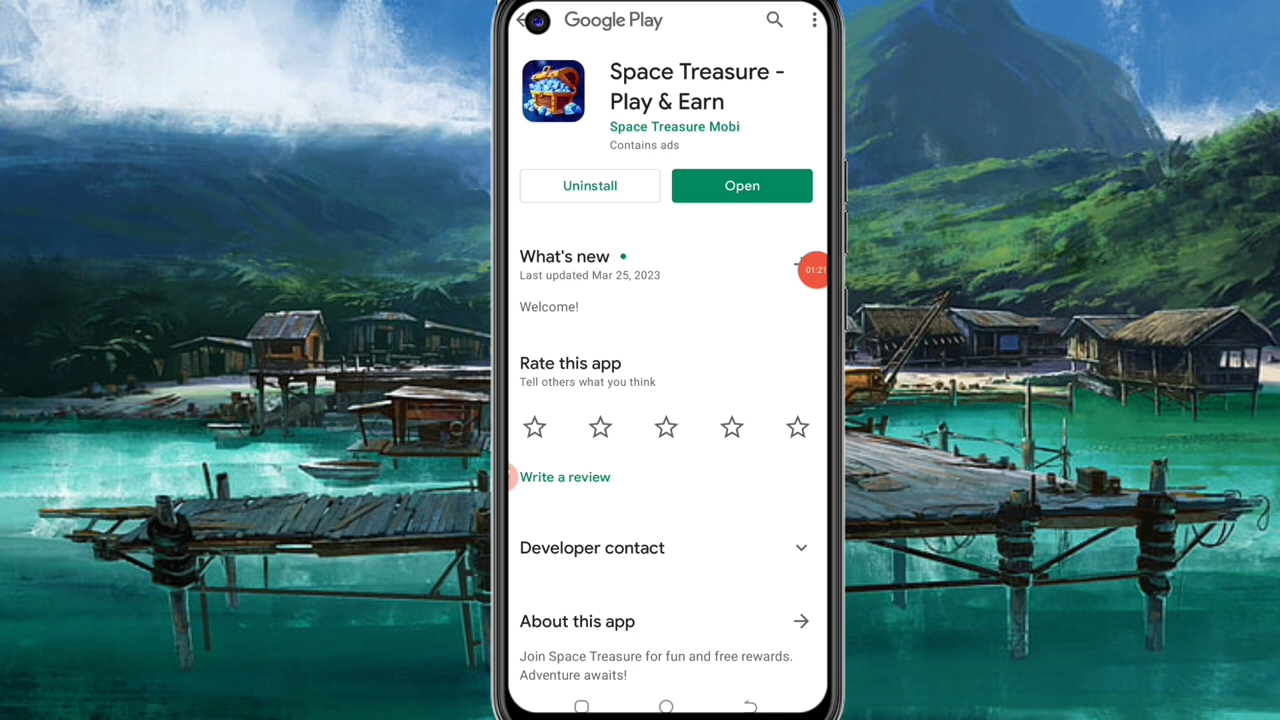 Google Play
Space Treasure -
Play & Earn
Space Treasure Mobi
Contains ads
Uninstall
Open
What's new
Last updated Mar 25, 2023
01:21
Welcome!
Rate this app
Tell others what you think
Write a review
Developer contact
About this app
Join Space Treasure for fun and free rewards.
Adventure awaits!